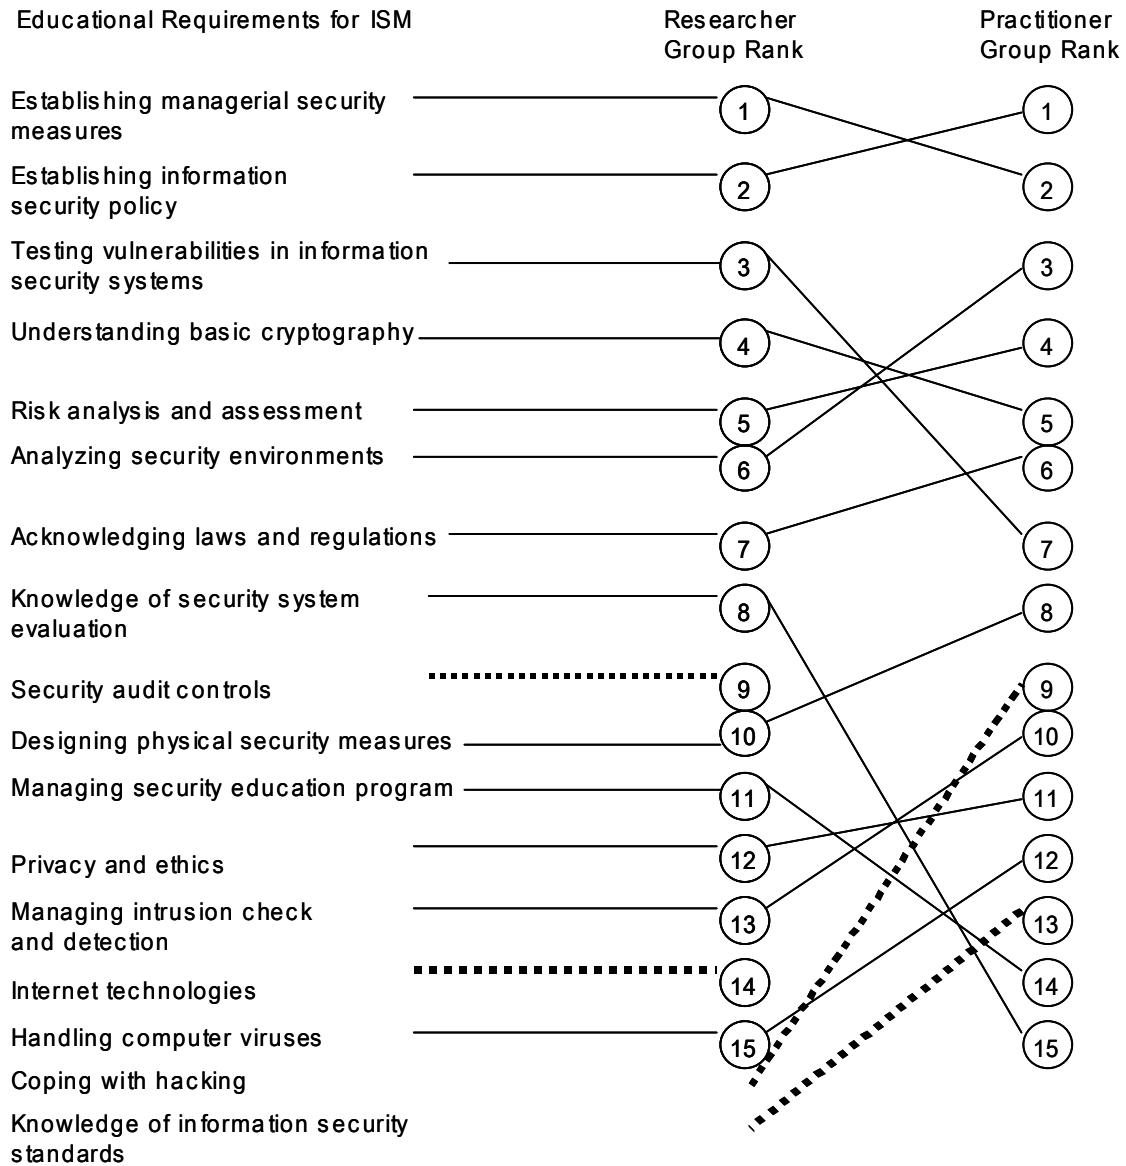 Educational Requirements for ISM
Researcher
Group Rank
Practitioner
Group Rank
Establishing managerial security
measures
1
1
Establishing information
security policy
2
2
Testing vulnerabilities in information
security systems
3
3
Understanding basic cryptography
4
4
Risk analysis and assessment
5
5
Analyzing security environments
6
6
Acknowledging laws and regulations
7
7
Knowledge of security system
evaluation
8
8
Security audit controls
9
9
Designing physical security measures
10
10
Managing security education program
11
11
Privacy and ethics
12
12
Managing intrusion check
and detection
13
13
Internet technologies
14
14
Handling computer viruses
15
15
Coping with hacking
Knowledge of information security
standards